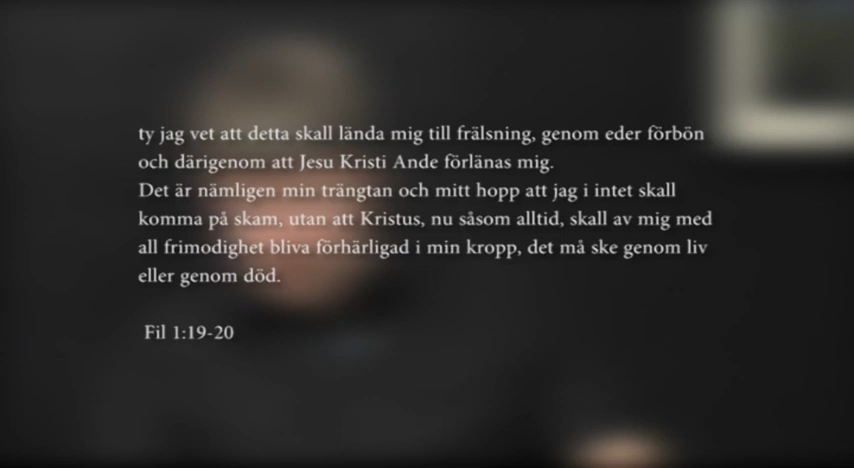 ty jag vet att detta skall lända mig till frälsning, genom eder förbön
och därigenom att Jesu Kristi Ande förlänas mig.
Det är nämligen min trängtan och mitt hopp att jag i intet skall
komma på skam, utan att Kristus, nu såsom alltid, skall av mig med
all frimodighet bliva förhärligad i min kropp, det må ske genom liv
eller genom död.
Fil 1:19-20